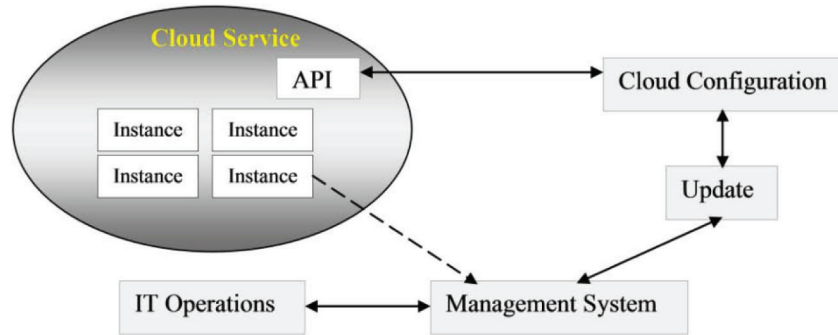 Cloud Service
API
Cloud Configuration
Instance Instance
Instance Instance
Update
IT Operations
Management System